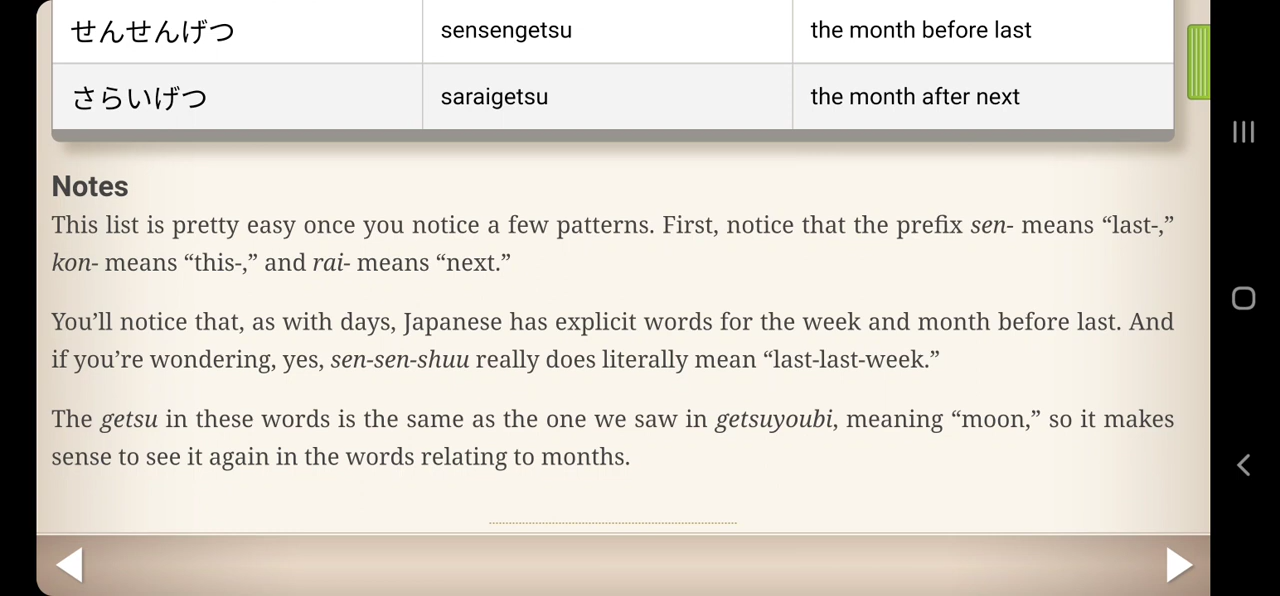 せんせんげつ sensengetsu the month before last
さらいげつ saraigetsu the month after next
Notes
This list is pretty easy once you notice a few patterns. First, notice that the prefix sen- means “last-,”
kon- means “this-,” and rai- means “next.”
You’ll notice that, as with days, Japanese has explicit words for the week and month before last. And
if you’re wondering, yes, sen-sen-shuu really does literally mean “last-last-week.”
The getsu in these words is the same as the one we saw in getsuyoubi, meaning “moon,” so it makes
sense to see it again in the words relating to months.